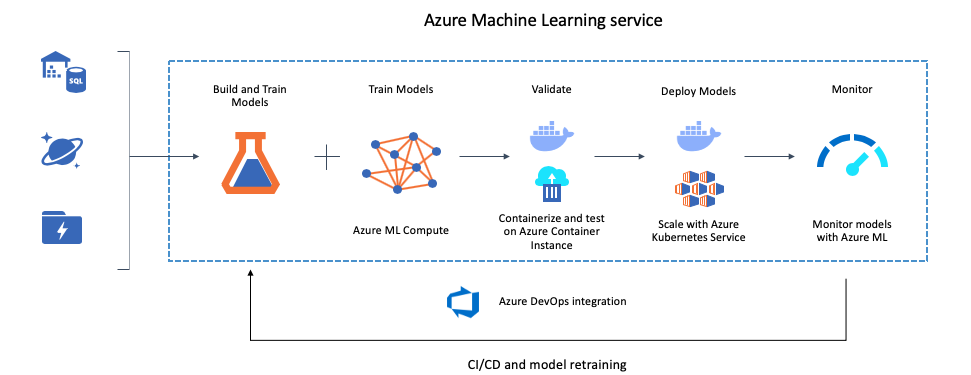 Azure Machine Learning service
SQL
Build and Train
Models
Train Models
Validate
Deploy Models
Monitor
Azure ML Compute
Containerize and test
on Azure Container
Instance
Scale with Azure
Kubernetes Service
Monitor models
with Azure ML
Azure DevOps integration
CI/CD and model retraining